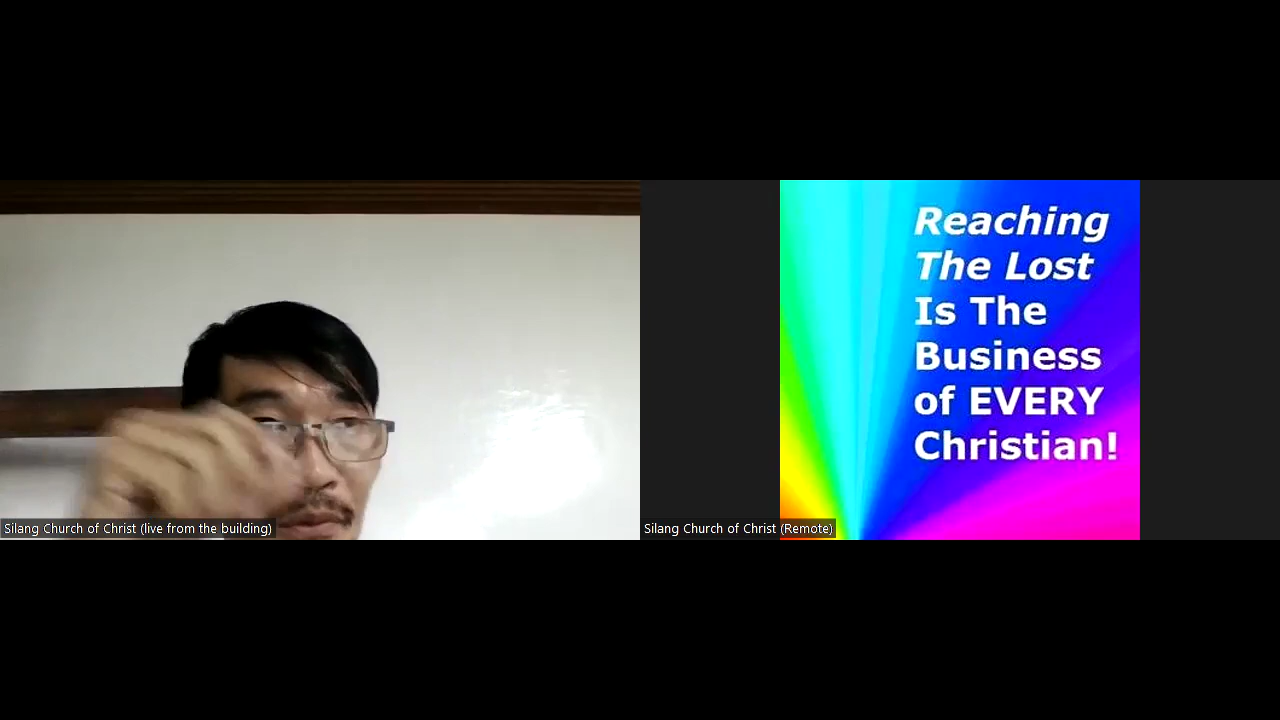 Reaching
The Lost
Is The
Business
of EVERY
Christian!
Silang Church of Christ (live from the building)
Silang Church of Christ (Remote)